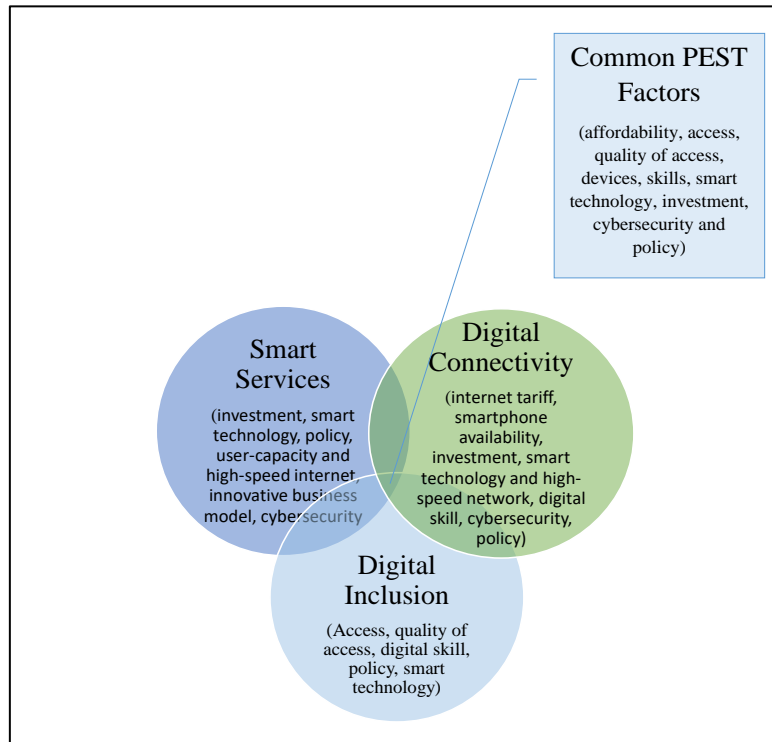 Common PEST
Factors
(affordability, access,
quality of access,
devices, skills, smart
technology, investment,
cybersecurity and
policy)
Smart
Services
(investment, smart
technology, policy,
user-capacity and
high-speed internet,
innovative business
model, cybersecurity
Digital
Connectivity
(internet tariff,
smartphone
availability,
investment, smart
technology and high-
speed network, digital
skill, cybersecurity,
policy)
Digital
Inclusion
(Access, quality of
access, digital skill,
policy, smart
technology)